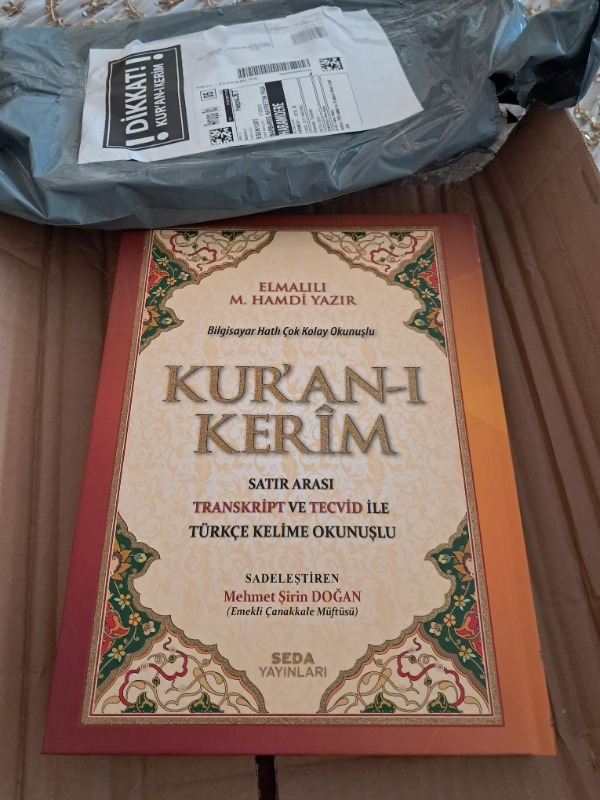 ! DİKKAT! !
KUR'AN-I KERİM
ELMALILI
M. HAMDİ YAZIR
Bilgisayar Hatlı Çok Kolay Okunuşlu
KUR'AN-I
KERÎM
SATIR ARASI
TRANSKRİPT VE TECVİD İLE
TÜRKÇE KELİME OKUNUŞLU
SADELEŞTİREN
Mehmet Şirin DOĞAN
(Emekli Çanakkale Müftüsü)
SEDA
YAYINLARI